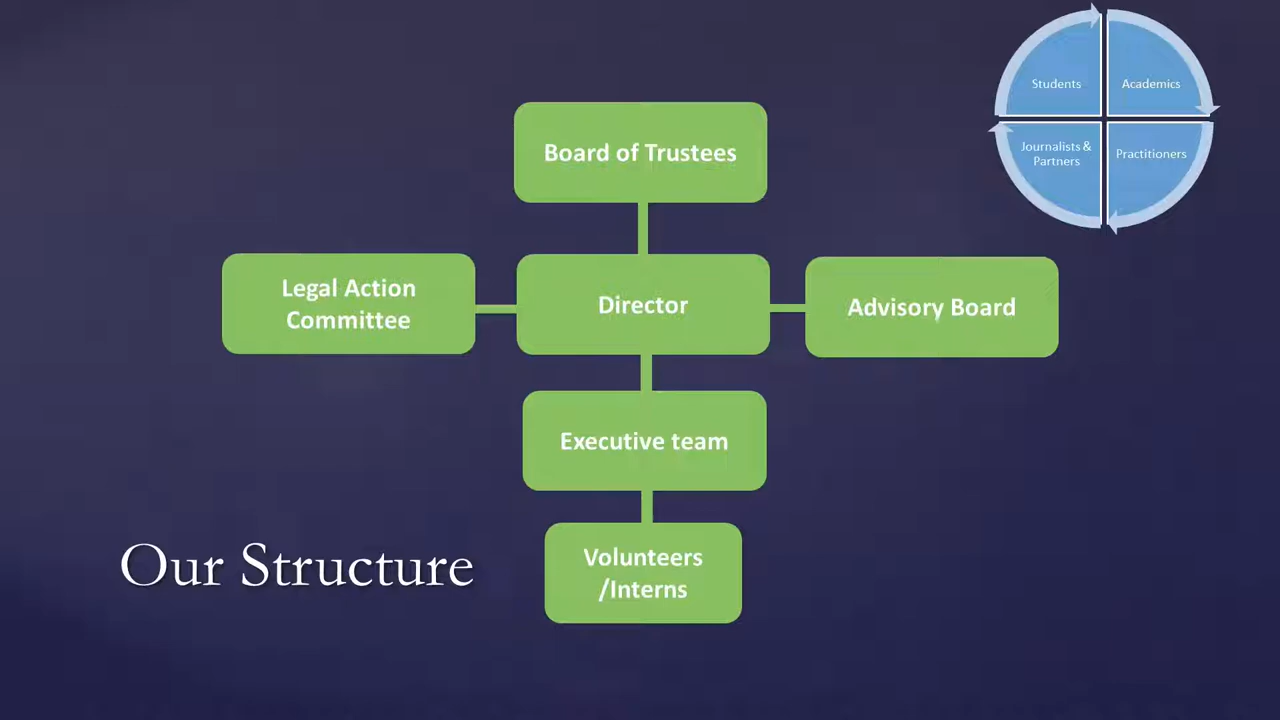 Students
Academics
Journalists &
Partners
Practitioners
Board of Trustees
Legal Action
Committee
Director
Advisory Board
Executive team
Volunteers
/Interns
Our Structure